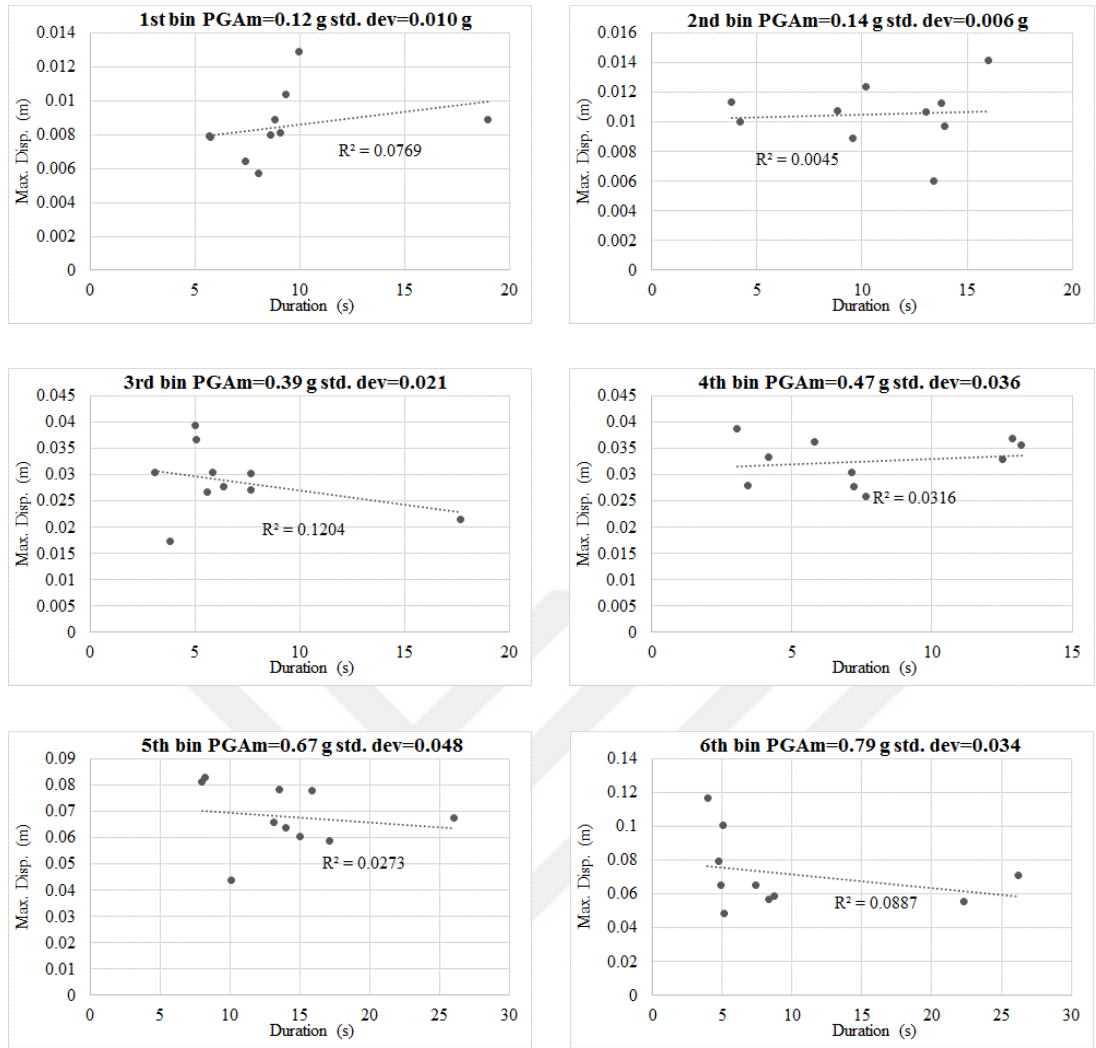 1st bin PGAm=0.12 g std. dev=0.010 g
Max. Disp. (m)
0.014
0.012
0.01
0.008
0.006
0.004
0.002
0
R² = 0.0769
0 5 10 15 20
Duration (s)
2nd bin PGAm=0.14 g std. dev=0.006 g
Max. Disp. (m)
0.016
0.014
0.012
0.01
0.008
0.006
0.004
0.002
0
R² = 0.0045
0 5 10 15 20
Duration (s)
3rd bin PGAm=0.39 g std. dev=0.021
Max. Disp. (m)
0.045
0.04
0.035
0.03
0.025
0.02
0.015
0.01
0.005
0
R² = 0.1204
0 5 10 15 20
Duration (s)
4th bin PGAm=0.47 g std. dev=0.036
Max. Disp. (m)
0.045
0.04
0.035
0.03
0.025
0.02
0.015
0.01
0.005
0
R² = 0.0316
0 5 10 15
Duration (s)
5th bin PGAm=0.67 g std. dev=0.048
Max. Disp. (m)
0.09
0.08
0.07
0.06
0.05
0.04
0.03
0.02
0.01
0
R² = 0.0273
0 5 10 15 20 25 30
Duration (s)
6th bin PGAm=0.79 g std. dev=0.034
Max. Disp. (m)
0.14
0.12
0.1
0.08
0.06
0.04
0.02
0
R² = 0.0887
0 5 10 15 20 25 30
Duration (s)